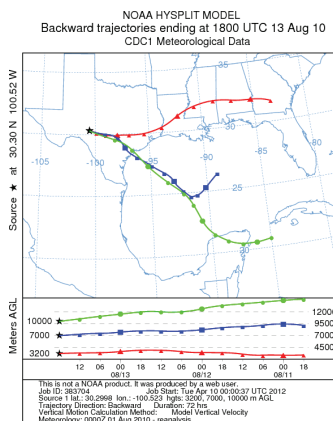 NOAA HYSPLIT MODEL
Backward trajectories ending at 1800 UTC 13 Aug 10
CDC1 Meteorological Data
Source ★ at 30.30 N 100.52 W
35
-105
-100
-95
-90
-85
30
25
20
Meters AGL
10000
7000
3200
12000
9500
7000
4500
12 06 00 18 12 06 00 18 12 06 00 18
08/13 08/12 08/11
This is not a NOAA product. It was produced by a web user.
Job ID: 383704 Job Start: Tue Apr 10 00:00:37 UTC 2012
Source 1 lat.: 30.2998 lon.: -100.523 hgts: 3200, 7000, 10000 m AGL
Trajectory Direction: Backward Duration: 72 hrs
Vertical Motion Calculation Method: Model Vertical Velocity
Meteorology: 0000Z 01 Aug 2010 - reanalysis